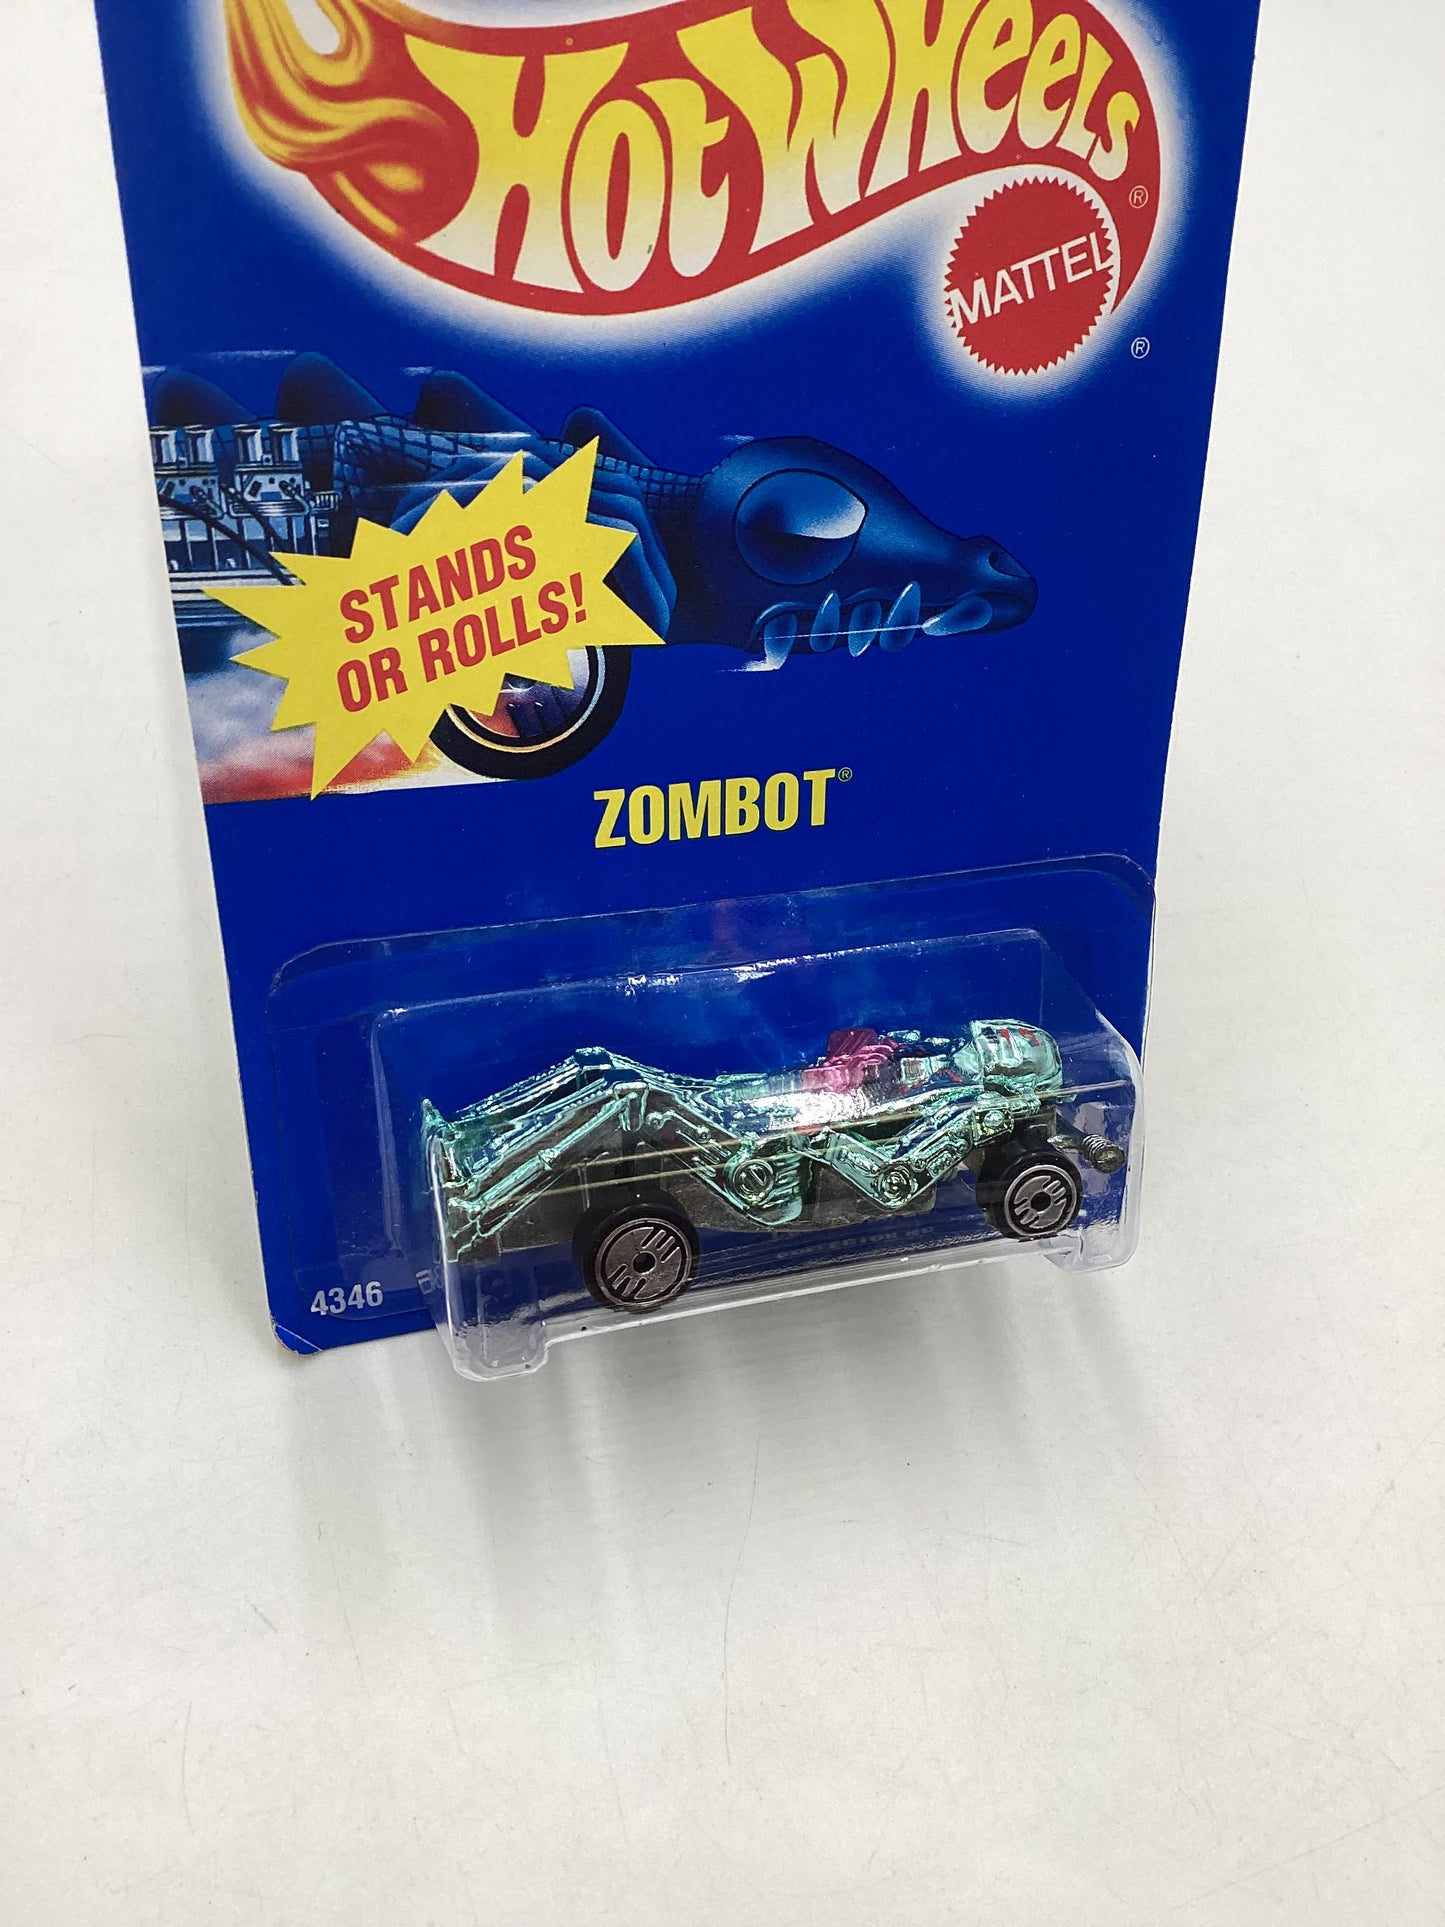 HOT WHEELS®
MATTEL
®
STANDS
OR ROLLS!
ZOMBOT®
4346